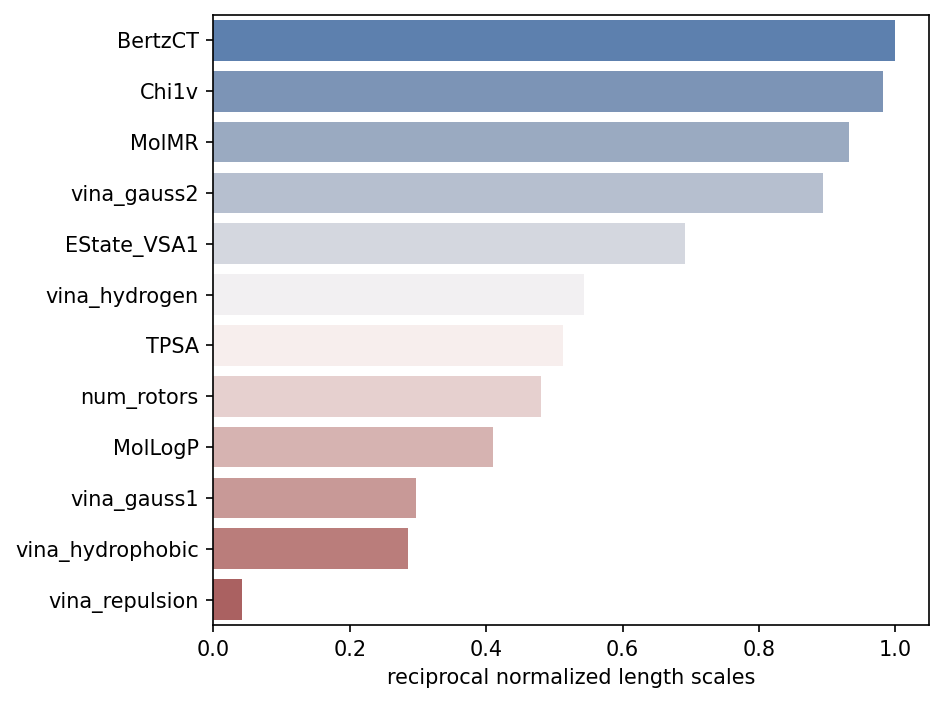 BertzCT
Chi1v
MolMR
vina_gauss2
EState_VSA1
vina_hydrogen
TPSA
num_rotors
MolLogP
vina_gauss1
vina_hydrophobic
vina_repulsion
0.0 0.2 0.4 0.6 0.8 1.0
reciprocal normalized length scales